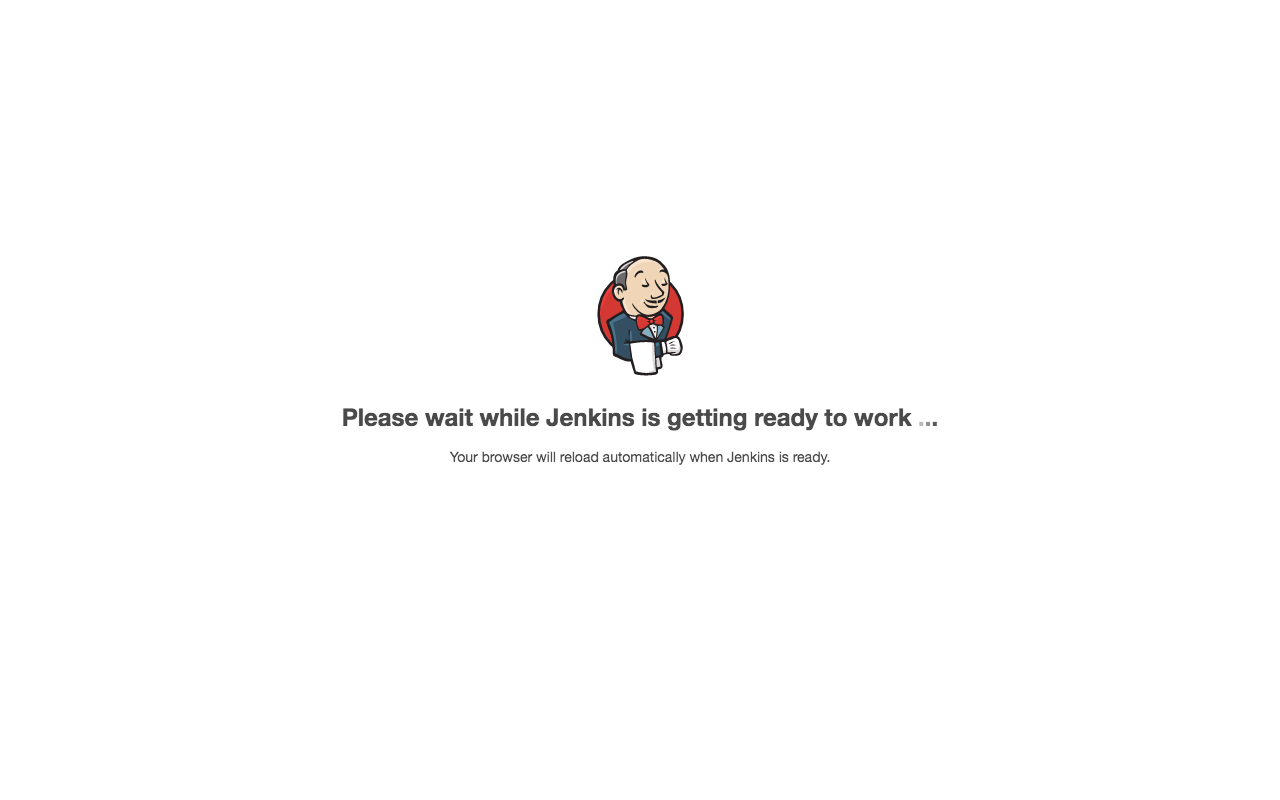 Please wait while Jenkins is getting ready to work ...
Your browser will reload automatically when Jenkins is ready.